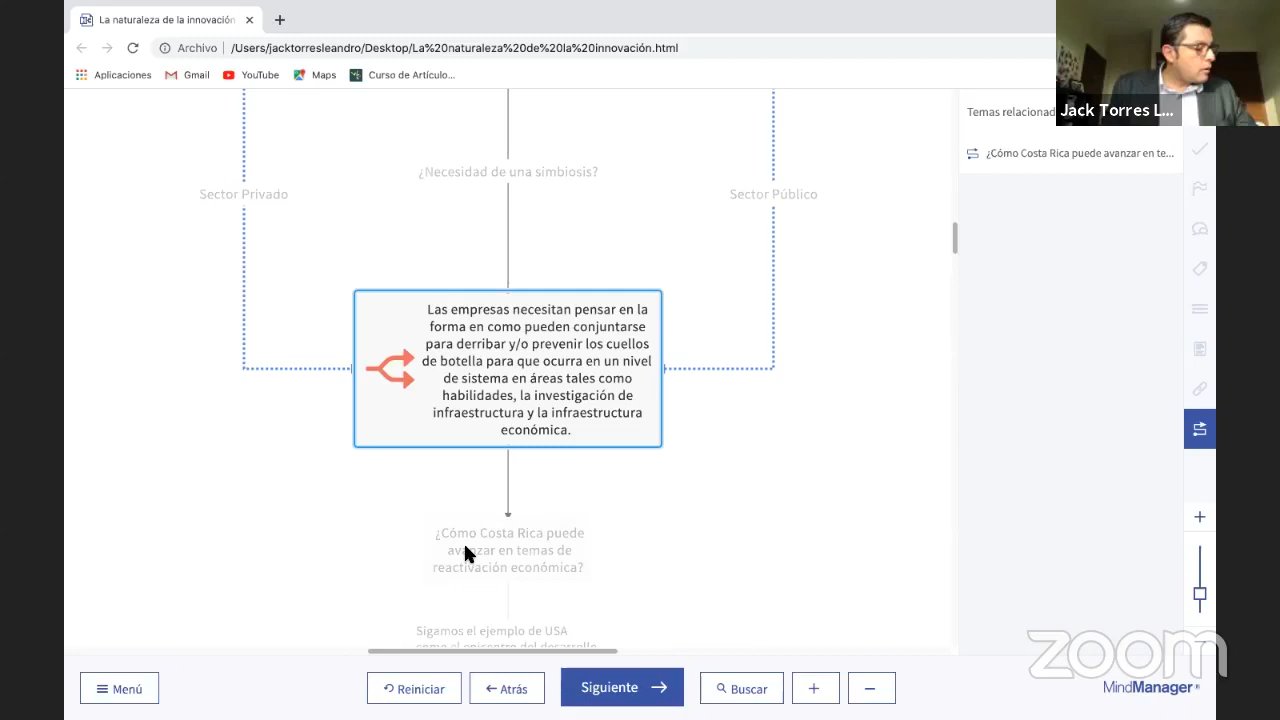 La naturaleza de la innovación
Archivo
/Users/jacktorresleandro/Desktop/La%20naturaleza%20de%20la%20innovación.html
Aplicaciones
Gmail
YouTube
Maps
Curso de Artículo...
Jack Torres L...
Temas relacionad
¿Cómo Costa Rica puede avanzar en te...
¿Necesidad de una simbiosis?
Sector Privado
Sector Público
Las empresas necesitan pensar en la
forma en como pueden conjuntarse
para derribar y/o prevenir los cuellos
de botella para que ocurra en un nivel
de sistema en áreas tales como
habilidades, la investigación de
infraestructura y la infraestructura
económica.
¿Cómo Costa Rica puede
avanzar en temas de
reactivación económica?
Sigamos el ejemplo de USA
como el epicentro del desarrollo
zoom
MindManager
Menú
Reiniciar
Atrás
Siguiente
Buscar